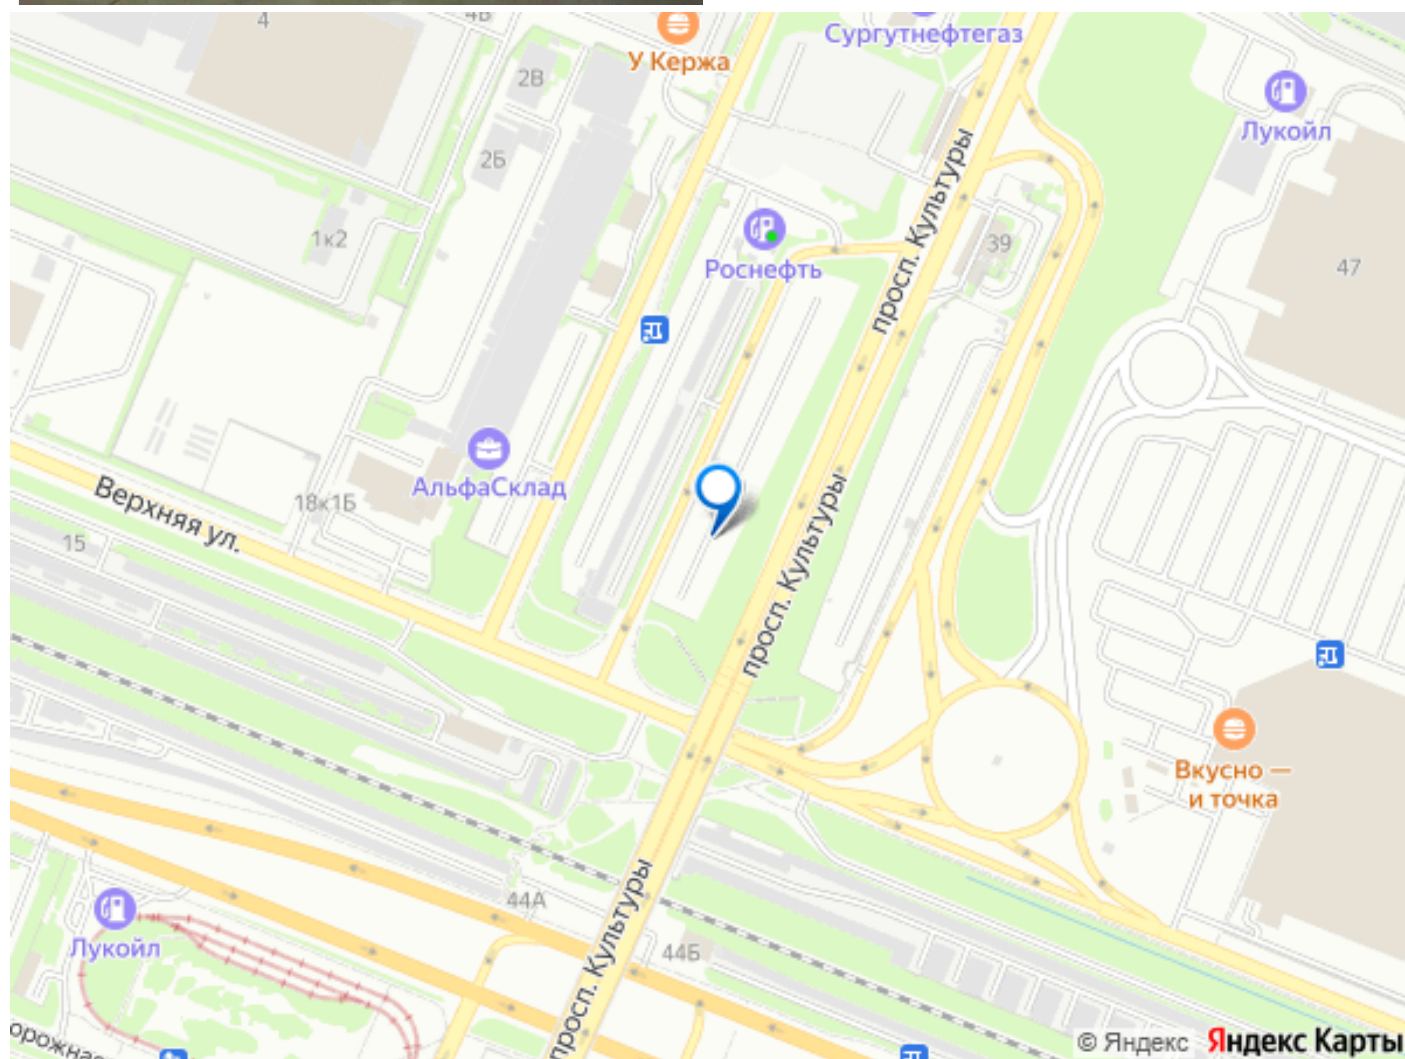 4
4В
У Кержа
Сургутнефтегаз
2В
Лукойл
2Б
просп. Культуры
1к2
39
47
Роснефть
АльфаСклад
Верхняя ул.
18к1Б
15
просп. Культуры
Вкусно —
и точка
44А
просп. Культуры
44Б
Лукойл
© Яндекс Яндекс Карты